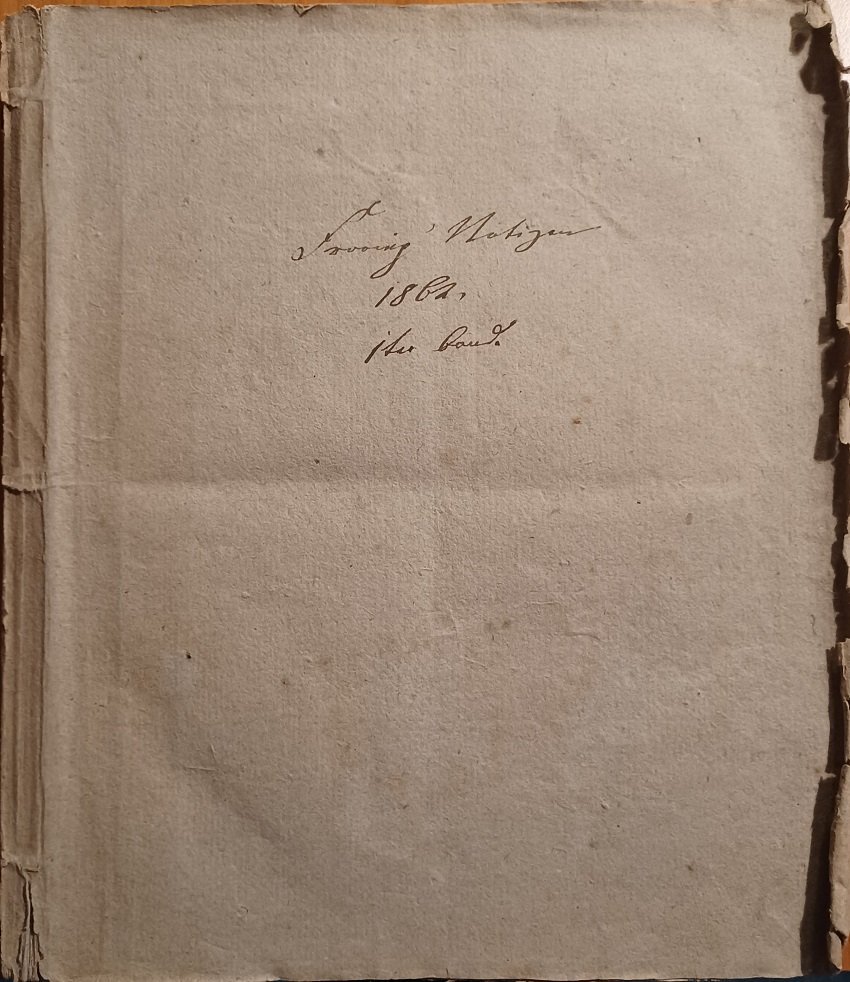 Notizen
1862.
1ter Band.